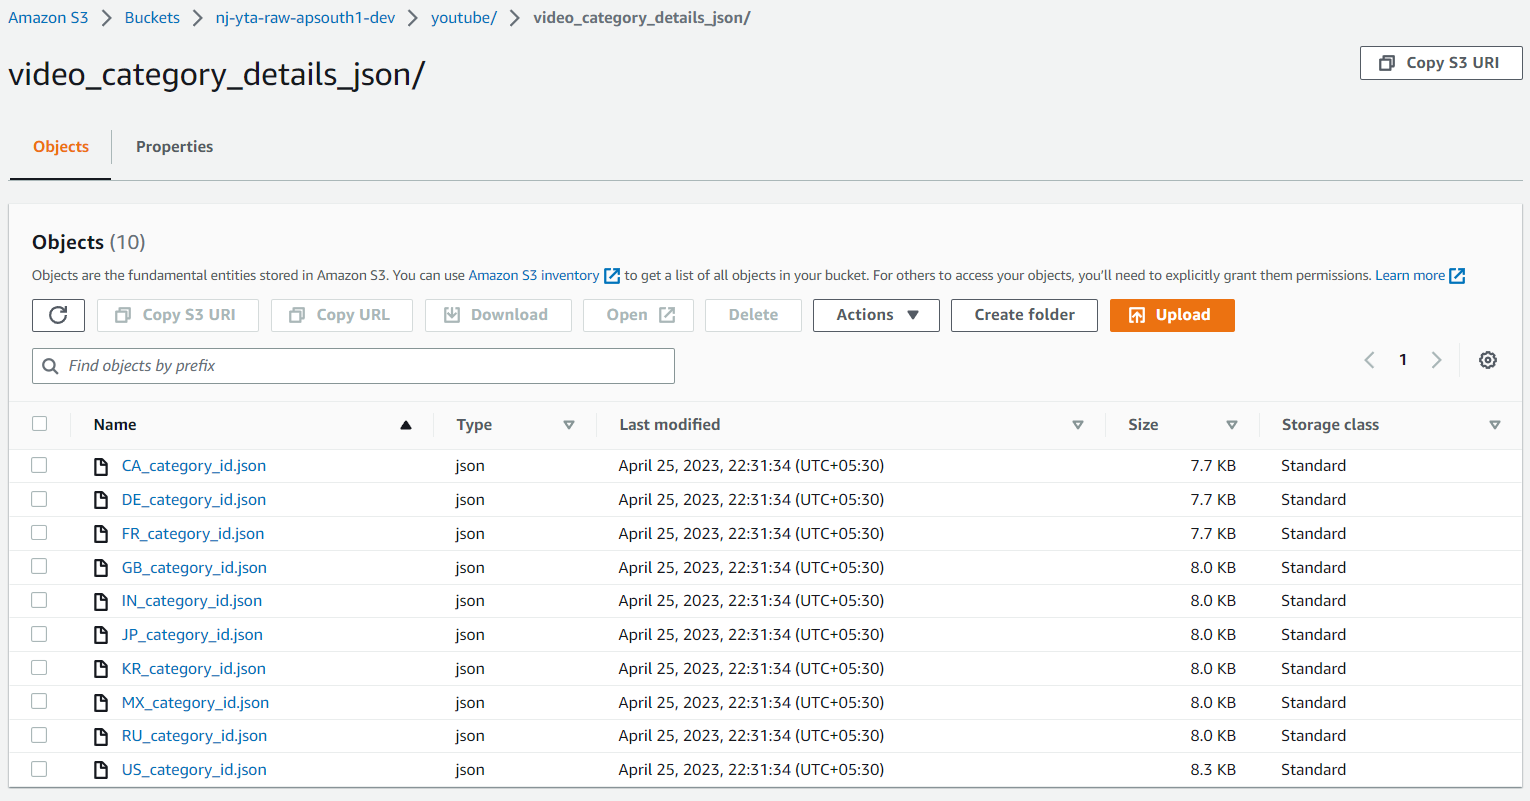 Amazon S3 > Buckets > nj-yta-raw-apsouth1-dev > youtube/ > video_category_details_json/
video_category_details_json/
Copy S3 URI
Objects Properties
Objects (10)
Objects are the fundamental entities stored in Amazon S3. You can use Amazon S3 inventory to get a list of all objects in your bucket. For others to access your objects, you’ll need to explicitly grant them permissions. Learn more
Copy S3 URI Copy URL Download Open Delete Actions Create folder Upload
Find objects by prefix
1
Name Type Last modified Size Storage class
CA_category_id.json json April 25, 2023, 22:31:34 (UTC+05:30) 7.7 KB Standard
DE_category_id.json json April 25, 2023, 22:31:34 (UTC+05:30) 7.7 KB Standard
FR_category_id.json json April 25, 2023, 22:31:34 (UTC+05:30) 7.7 KB Standard
GB_category_id.json json April 25, 2023, 22:31:34 (UTC+05:30) 8.0 KB Standard
IN_category_id.json json April 25, 2023, 22:31:34 (UTC+05:30) 8.0 KB Standard
JP_category_id.json json April 25, 2023, 22:31:34 (UTC+05:30) 8.0 KB Standard
KR_category_id.json json April 25, 2023, 22:31:34 (UTC+05:30) 8.0 KB Standard
MX_category_id.json json April 25, 2023, 22:31:34 (UTC+05:30) 8.0 KB Standard
RU_category_id.json json April 25, 2023, 22:31:34 (UTC+05:30) 8.0 KB Standard
US_category_id.json json April 25, 2023, 22:31:34 (UTC+05:30) 8.3 KB Standard